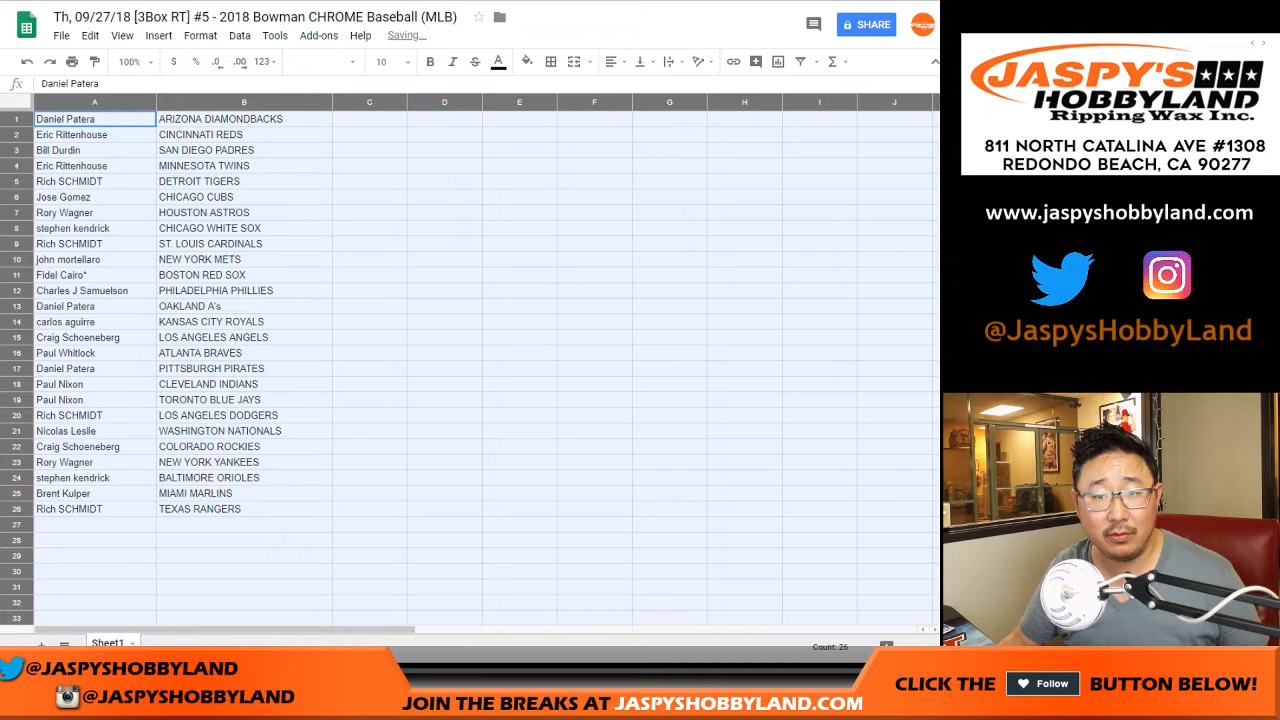 Th, 09/27/18 [3Box RT] #5 - 2018 Bowman CHROME Baseball (MLB)
File Edit View Insert Format Data Tools Add-ons Help Saving...
SHARE
100% $ % .0 .00 123 10 B I S A
fx Daniel Patera
A B C D E F G H I J
1 Daniel Patera ARIZONA DIAMONDBACKS
2 Eric Rittenhouse CINCINNATI REDS
3 Bill Durdin SAN DIEGO PADRES
4 Eric Rittenhouse MINNESOTA TWINS
5 Rich SCHMIDT DETROIT TIGERS
6 Jose Gomez CHICAGO CUBS
7 Rory Wagner HOUSTON ASTROS
8 stephen kendrick CHICAGO WHITE SOX
9 Rich SCHMIDT ST. LOUIS CARDINALS
10 john mortellaro NEW YORK METS
11 Fidel Cairo* BOSTON RED SOX
12 Charles J Samuelson PHILADELPHIA PHILLIES
13 Daniel Patera OAKLAND A's
14 carlos aguirre KANSAS CITY ROYALS
15 Craig Schoeneberg LOS ANGELES ANGELS
16 Paul Whitlock ATLANTA BRAVES
17 Daniel Patera PITTSBURGH PIRATES
18 Paul Nixon CLEVELAND INDIANS
19 Paul Nixon TORONTO BLUE JAYS
20 Rich SCHMIDT LOS ANGELES DODGERS
21 Nicolas Leslie WASHINGTON NATIONALS
22 Craig Schoeneberg COLORADO ROCKIES
23 Rory Wagner NEW YORK YANKEES
24 stephen kendrick BALTIMORE ORIOLES
25 Brent Kulper MIAMI MARLINS
26 Rich SCHMIDT TEXAS RANGERS
27
28
29
30
31
32
33
Sheet1
Count: 26
JASPY'S
HOBBYLAND
Ripping Wax Inc.
811 NORTH CATALINA AVE #1308
REDONDO BEACH, CA 90277
www.jaspyshobbyland.com
@JaspysHobbyLand
@JASPYSHOBBYLAND
@JASPYSHOBBYLAND
JOIN THE BREAKS AT JASPYSHOBBYLAND.COM
CLICK THE Follow BUTTON BELOW!